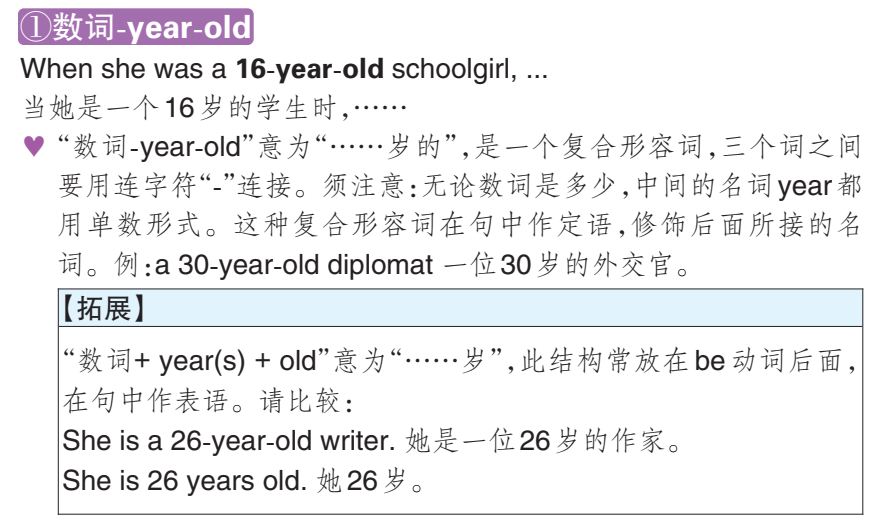 ①数词-year-old
When she was a 16-year-old schoolgirl, ...
当她是一个16岁的学生时,……
♥ “数词-year-old”意为“……岁的”,是一个复合形容词,三个词之间
要用连字符“-”连接。须注意:无论数词是多少,中间的名词year都
用单数形式。这种复合形容词在句中作定语,修饰后面所接的名
词。例:a 30-year-old diplomat 一位30岁的外交官。
【拓展】
“数词+ year(s) + old”意为“……岁”,此结构常放在be动词后面,
在句中作表语。请比较:
She is a 26-year-old writer. 她是一位26岁的作家。
She is 26 years old. 她26岁。